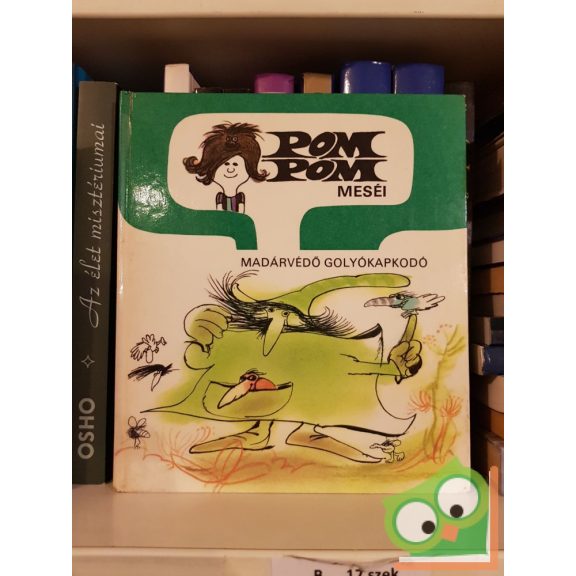 Az élet misztériumai
OSHO
POM
POM
MESÉI
MADÁRVÉDŐ GOLYÓKAPKODÓ